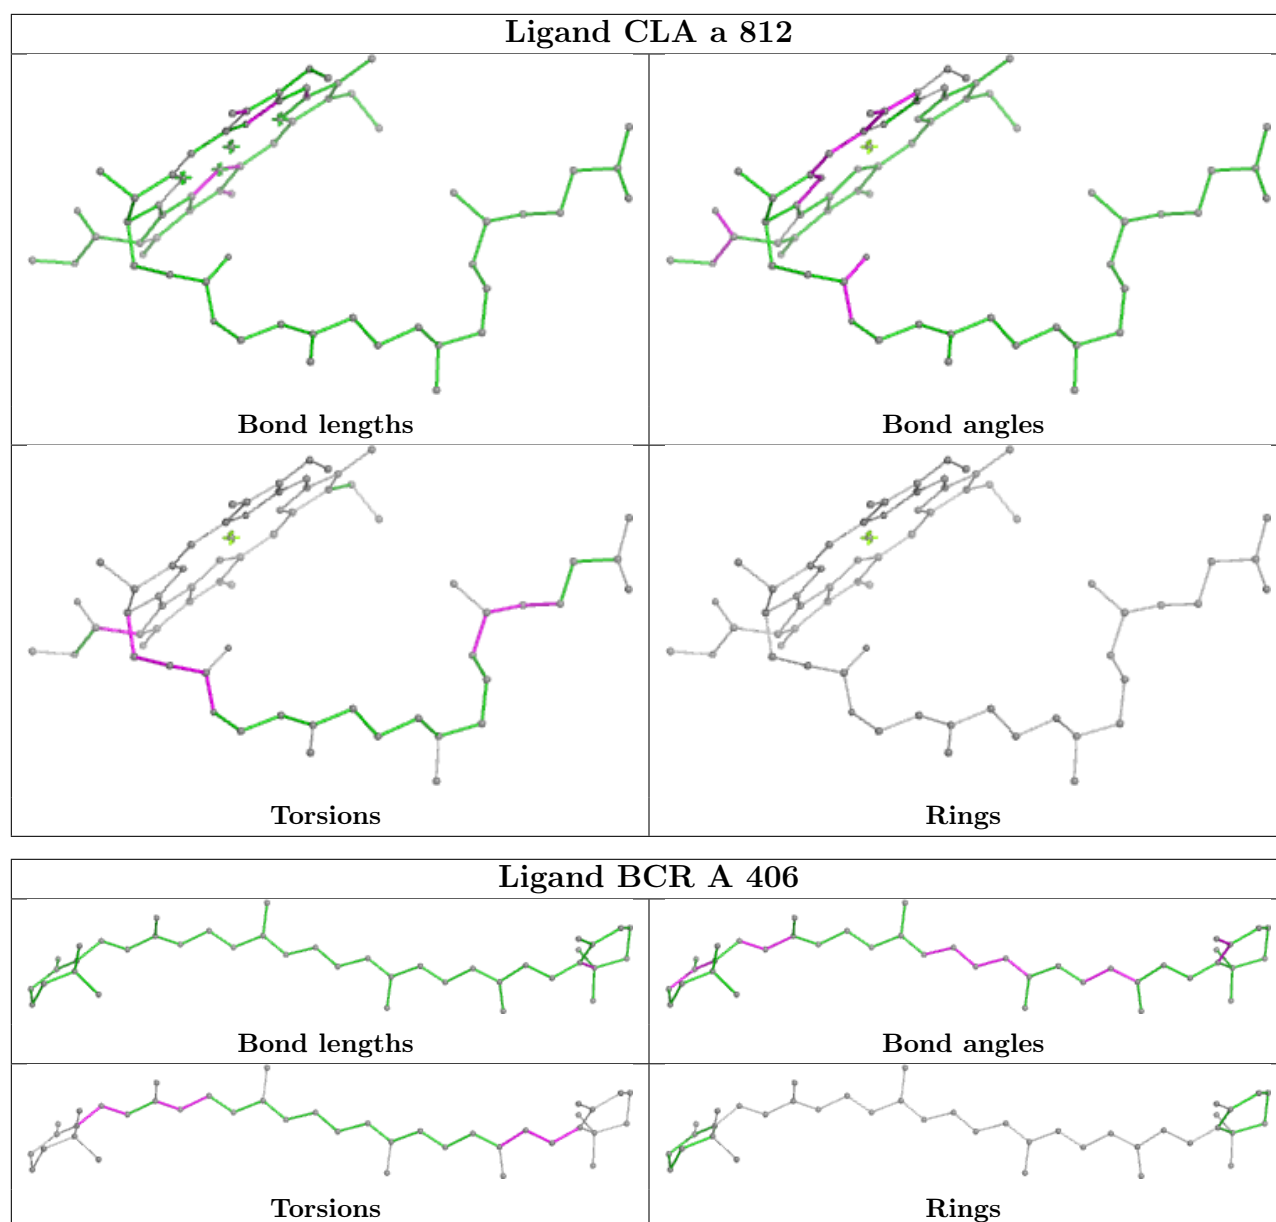 Ligand CLA a 812
Bond lengths
Bond angles
Torsions
Rings
Ligand BCR A 406
Bond lengths
Bond angles
Torsions
Rings